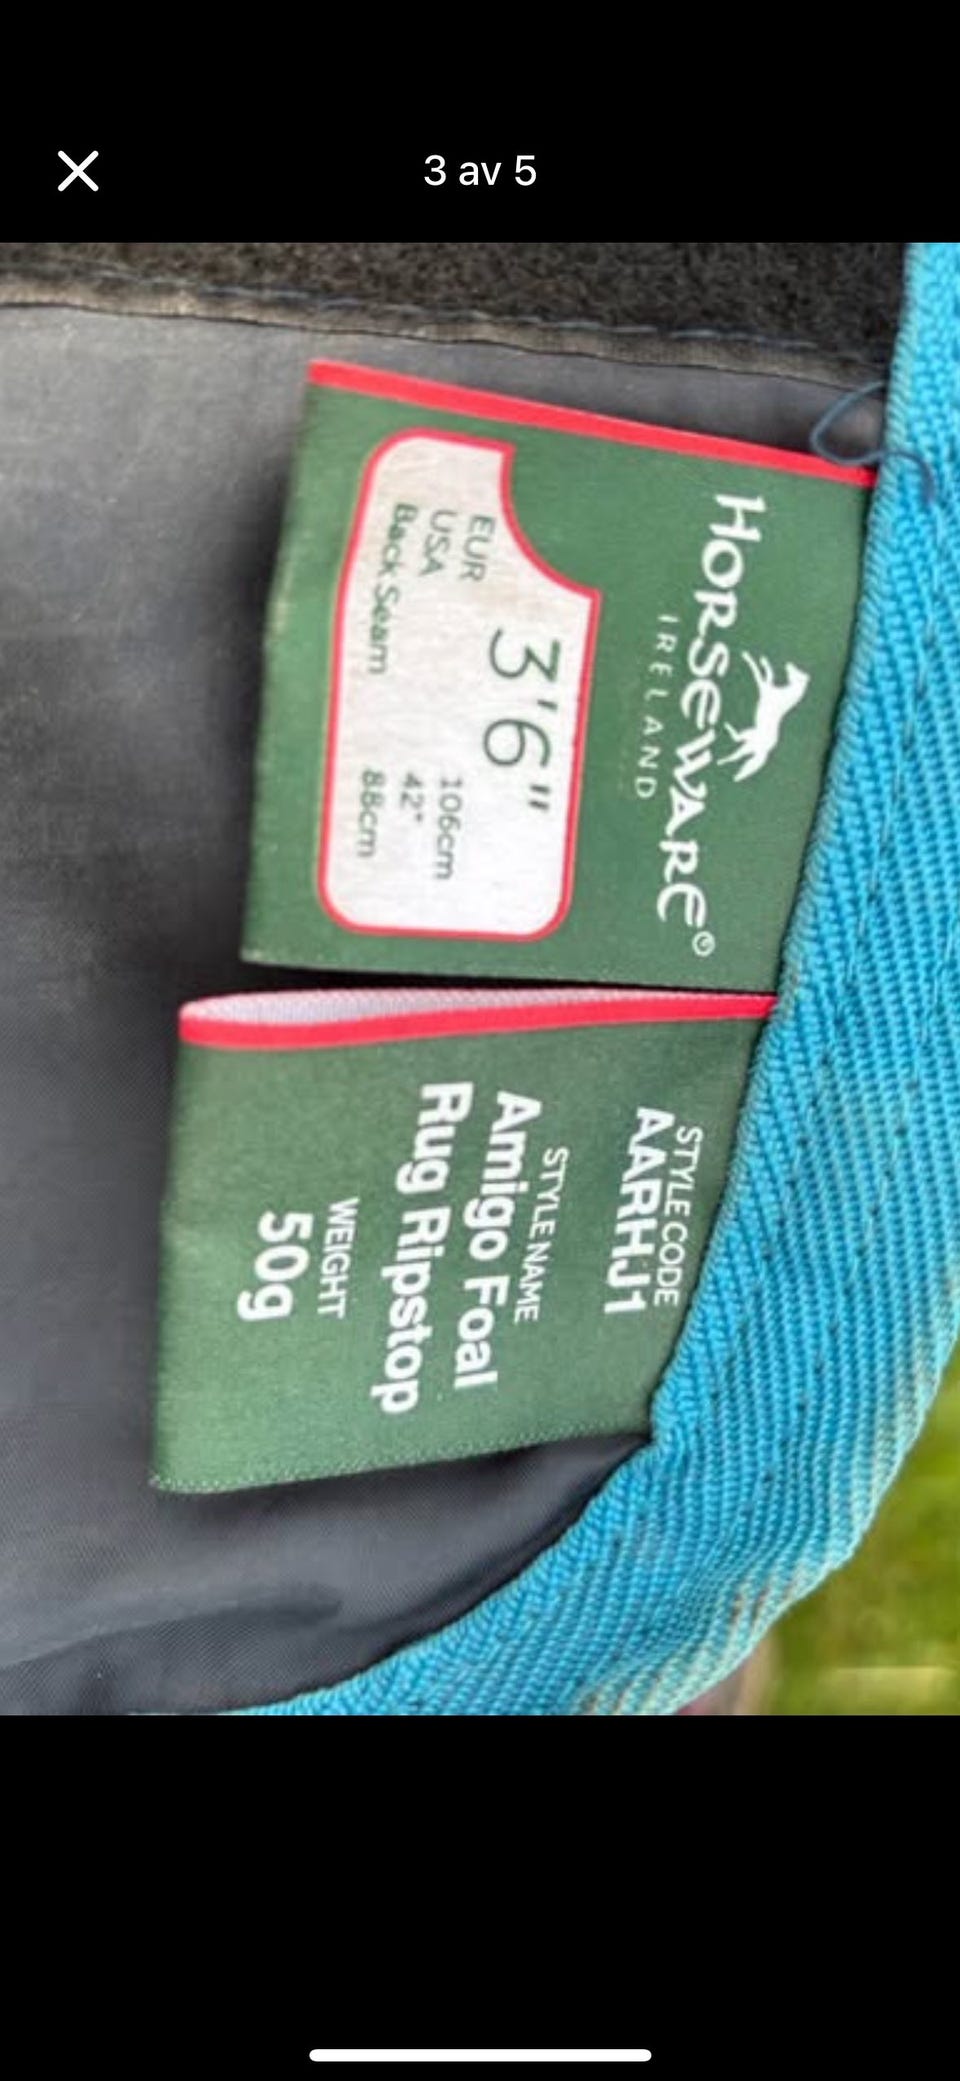 3 av 5
HORSEWARE®
IRELAND
3'6"
EUR 106cm
USA 42"
Back Seam 88cm
STYLE CODE
AARHJ1
STYLE NAME
Amigo Foal
Rug Ripstop
WEIGHT
50g